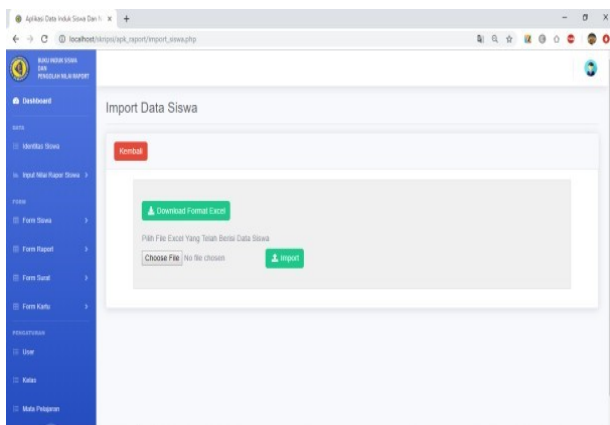 Aplikasi Data Induk Siswa Dan N
localhost/skripsi/apk_raport/import_siswa.php
BUKU INDUK SISWA
DAN
PENGOLAH NILAI RAPORT
Dashboard
DATA
Identitas Siswa
Input Nilai Rapor Siswa
FORM
Form Siswa
Form Raport
Form Surat
Form Kartu
PENGATURAN
User
Kelas
Mata Pelajaran
Import Data Siswa
Kembali
Download Format Excel
Pilih File Excel Yang Telah Berisi Data Siswa
Choose File No file chosen
Import